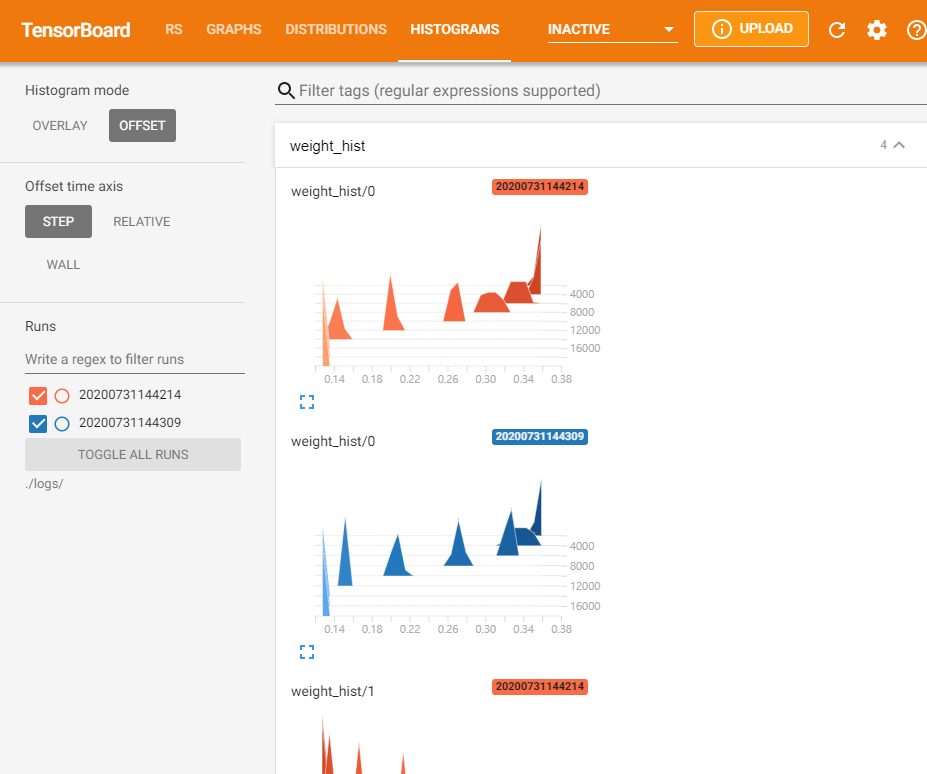 TensorBoard RS GRAPHS DISTRIBUTIONS HISTOGRAMS INACTIVE UPLOAD
Histogram mode
OVERLAY OFFSET
Offset time axis
STEP RELATIVE
WALL
Runs
Write a regex to filter runs
20200731144214
20200731144309
TOGGLE ALL RUNS
./logs/
Filter tags (regular expressions supported)
weight_hist 4
weight_hist/0 20200731144214
4000
8000
12000
16000
0.14 0.18 0.22 0.26 0.30 0.34 0.38
weight_hist/0 20200731144309
4000
8000
12000
16000
0.14 0.18 0.22 0.26 0.30 0.34 0.38
weight_hist/1 20200731144214